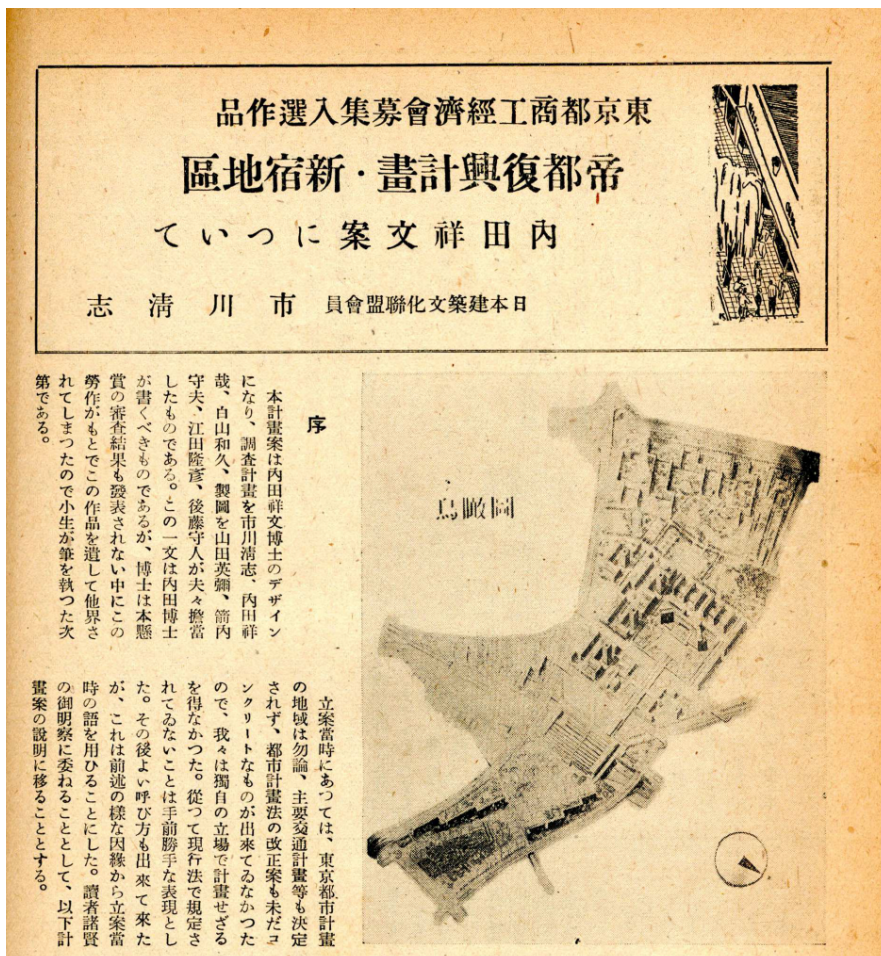 東京都商工經濟會募集入選作品
帝都復興計畫・新宿地區
內田祥文案について
日本建築文化聯盟會員 市川淸志
序
本計畫案は內田祥文博士のデザイン
になり、調査計畫を市川淸志、內田祥
哉、白山和久、製圖を山田英彌、箭內
守夫、江田隆彥、後藤守人が夫々擔當
したものである。この一文は內田博士
が書くべきものであるが、博士は本懸
賞の審査結果も發表されない中にこの
勞作がもとでこの作品を遺して他界さ
れてしまつたので小生が筆を執つた次
第である。
鳥瞰圖
立案當時にあつては、東京都市計畫
の地域は勿論、主要交通計畫等も決定
されず、都市計畫法の改正案も未だコ
ンクリートなものが出來てゐなかつた
ので、我々は獨自の立場で計畫せざる
を得なかつた。從つて現行法で規定さ
れてゐないことは手前勝手な表現とし
た。その後よい呼び方も出來て來た
が、これは前述の樣な因緣から立案當
時の語を用ひることにした。讀者諸賢
の御明察に委ねることとして、以下計
畫案の說明に移ることとする。